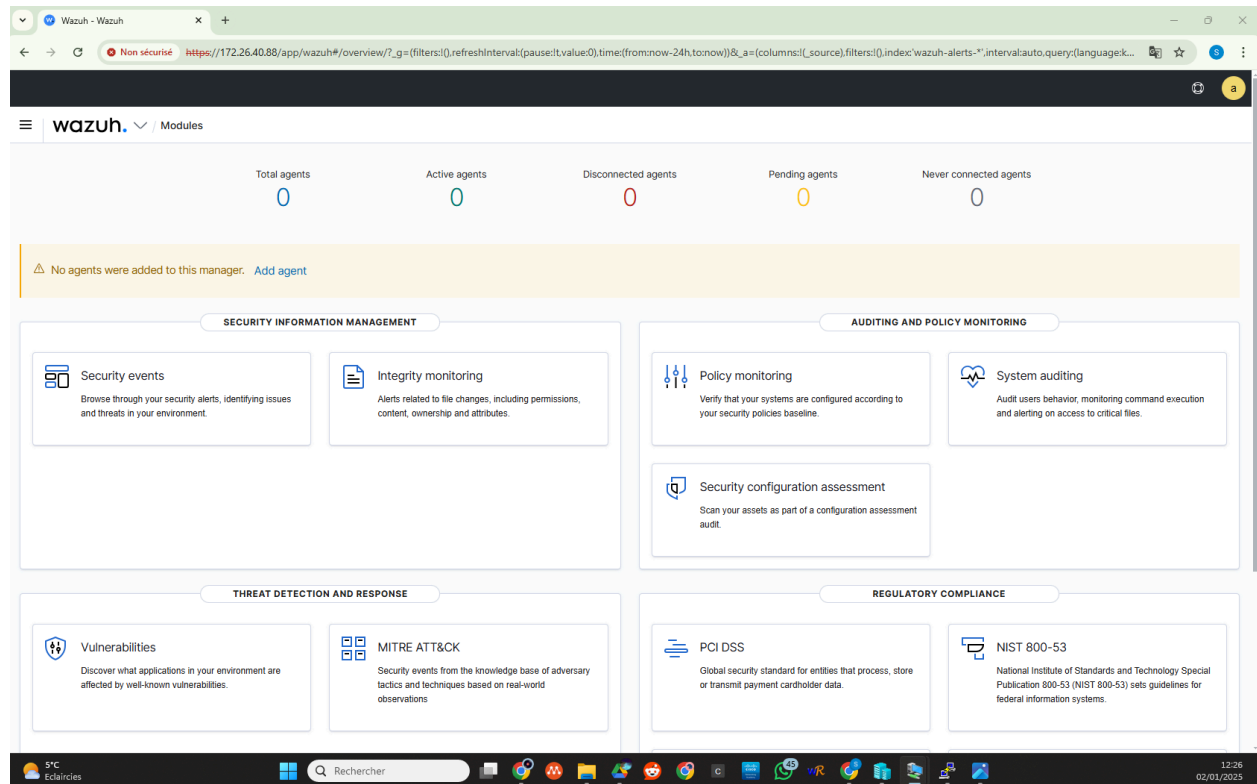 Wazuh - Wazuh
Non sécurisé https://172.26.40.88/app/wazuh#/overview/?_g=(filters:!(),refreshInterval:(pause:!t,value:0),time:(from:now-24h,to:now))&_a=(columns:!(_source),filters:!(),index:'wazuh-alerts-*',interval:auto,query:(language:k... S
a
wazuh. / Modules
Total agents Active agents Disconnected agents Pending agents Never connected agents
0 0 0 0 0
No agents were added to this manager. Add agent
SECURITY INFORMATION MANAGEMENT
Security events
Browse through your security alerts, identifying issues
and threats in your environment.
Integrity monitoring
Alerts related to file changes, including permissions,
content, ownership and attributes.
AUDITING AND POLICY MONITORING
Policy monitoring
Verify that your systems are configured according to
your security policies baseline.
System auditing
Audit users behavior, monitoring command execution
and alerting on access to critical files.
Security configuration assessment
Scan your assets as part of a configuration assessment
audit.
THREAT DETECTION AND RESPONSE
Vulnerabilities
Discover what applications in your environment are
affected by well-known vulnerabilities.
MITRE ATT&CK
Security events from the knowledge base of adversary
tactics and techniques based on real-world
observations
REGULATORY COMPLIANCE
PCI DSS
Global security standard for entities that process, store
or transmit payment cardholder data.
NIST 800-53
National Institute of Standards and Technology Special
Publication 800-53 (NIST 800-53) sets guidelines for
federal information systems.
5°C
Eclaircies
Rechercher
45
12:26
02/01/2025